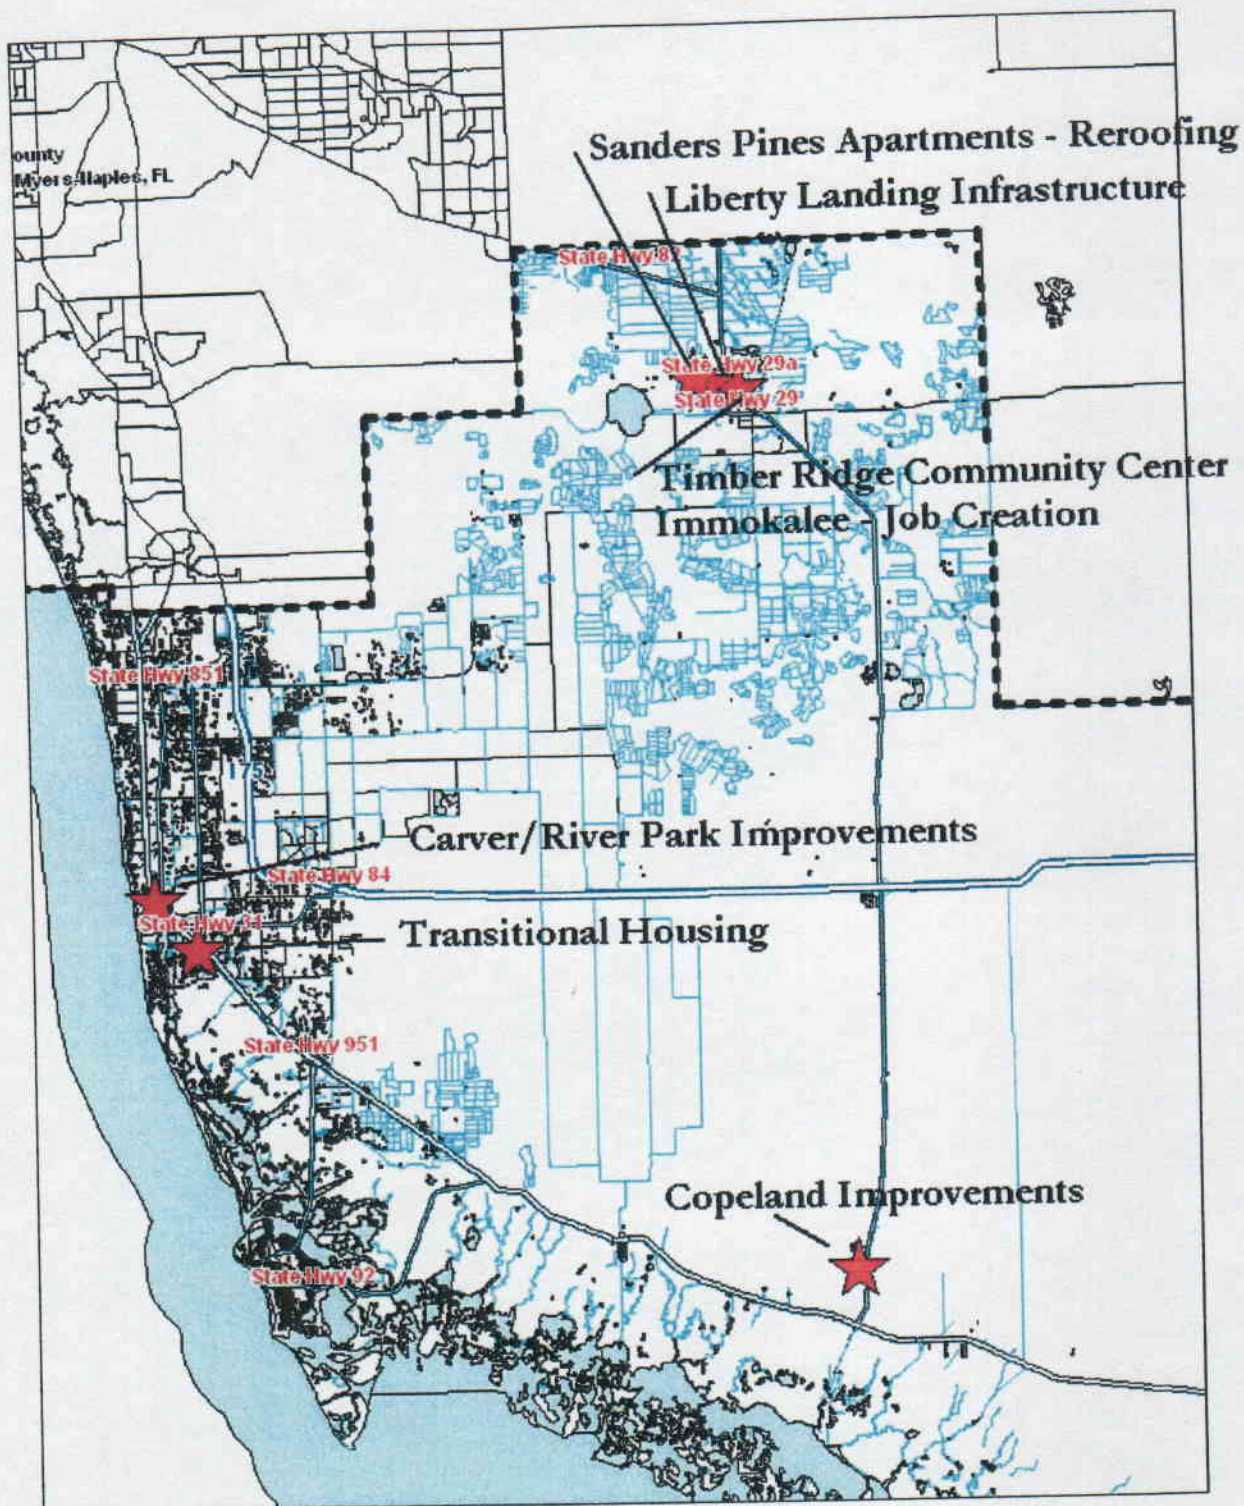 Sanders Pines Apartments - Reroofing
ounty
Myers-Naples, FL
Liberty Landing Infrastructure
State Hwy 82
State Hwy 29a
State Hwy 29
Timber Ridge Community Center
Immokalee - Job Creation
State Hwy 851
I 75
Carver/River Park Improvements
State Hwy 84
State Hwy 31
Transitional Housing
State Hwy 951
Copeland Improvements
State Hwy 92